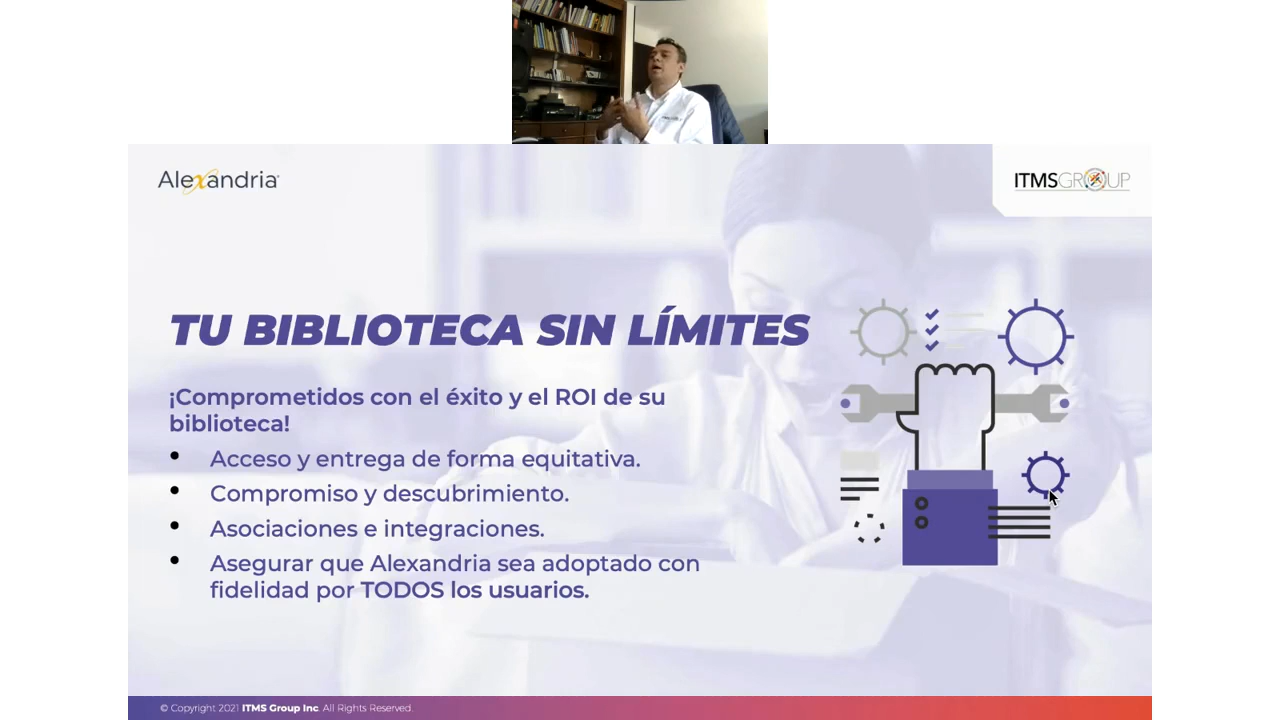 Alexandria
ITMSGROUP
TU BIBLIOTECA SIN LÍMITES
¡Comprometidos con el éxito y el ROI de su
biblioteca!
• Acceso y entrega de forma equitativa.
• Compromiso y descubrimiento.
• Asociaciones e integraciones.
• Asegurar que Alexandria sea adoptado con
fidelidad por TODOS los usuarios.
© Copyright 2021 ITMS Group Inc. All Rights Reserved.